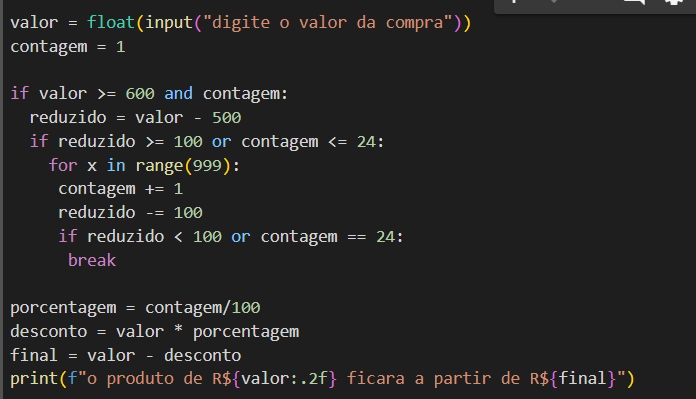 valor = float(input("digite o valor da compra"))
contagem = 1
if valor >= 600 and contagem:
reduzido = valor - 500
if reduzido >= 100 or contagem <= 24:
for x in range(999):
contagem += 1
reduzido -= 100
if reduzido < 100 or contagem == 24:
break
porcentagem = contagem/100
desconto = valor * porcentagem
final = valor - desconto
print(f"o produto de R${valor:.2f} ficara a partir de R${final}")